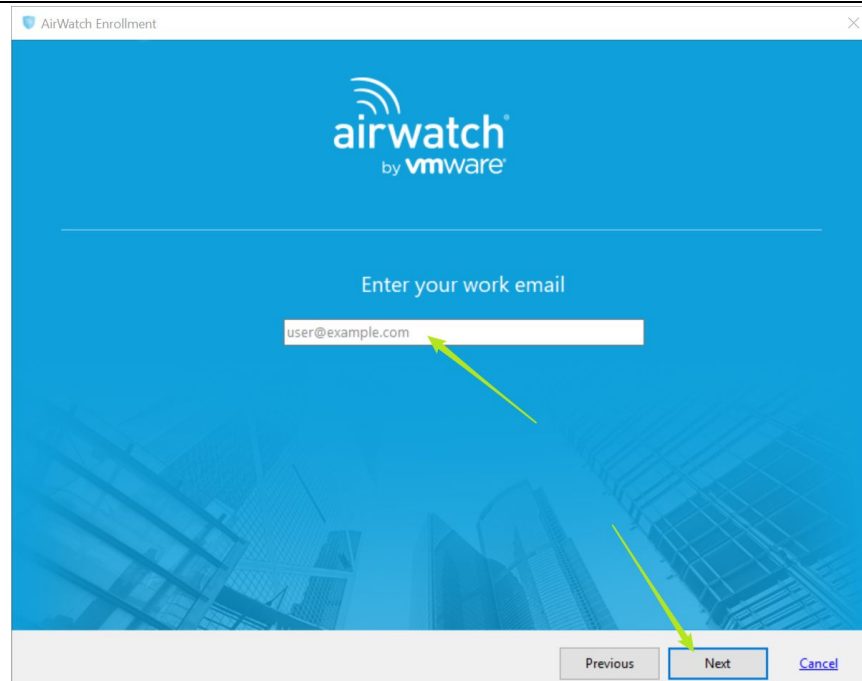 AirWatch Enrollment
airwatch
by vmware
Enter your work email
user@example.com
Previous Next Cancel